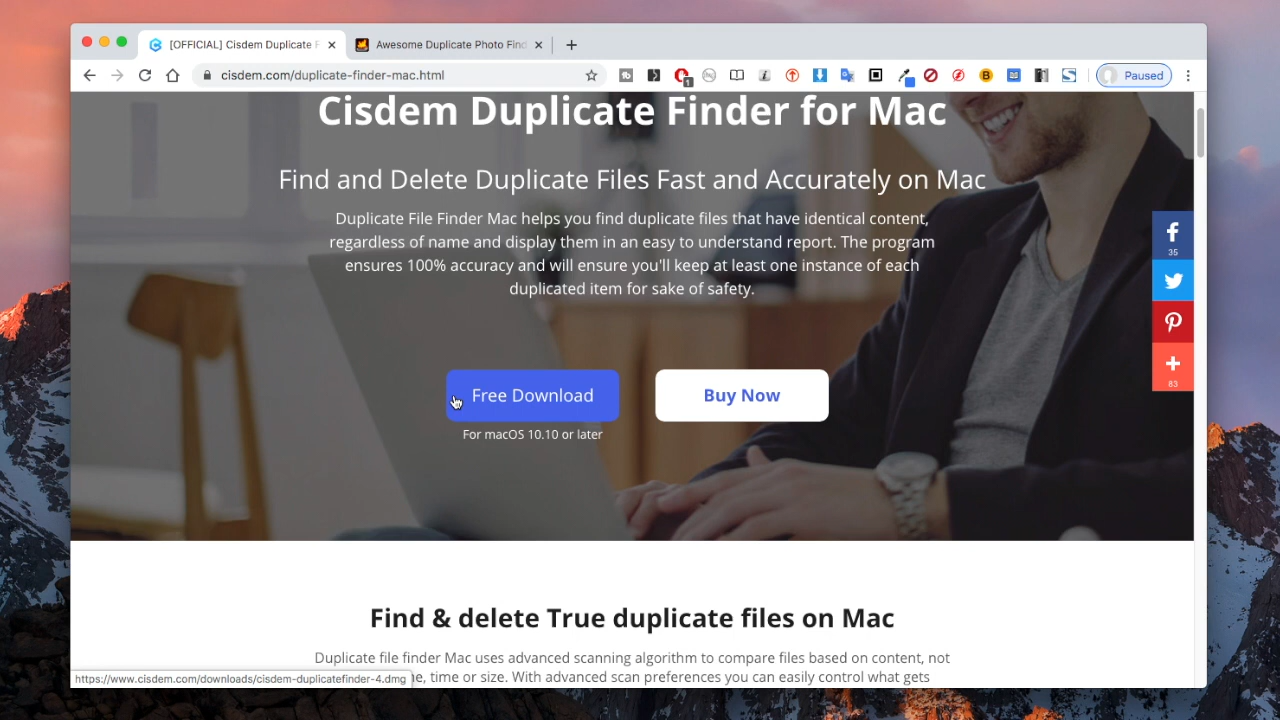 [OFFICIAL] Cisdem Duplicate F
Awesome Duplicate Photo Find
cisdem.com/duplicate-finder-mac.html
1
B
Paused
Cisdem Duplicate Finder for Mac
Find and Delete Duplicate Files Fast and Accurately on Mac
Duplicate File Finder Mac helps you find duplicate files that have identical content,
regardless of name and display them in an easy to understand report. The program
ensures 100% accuracy and will ensure you'll keep at least one instance of each
duplicated item for sake of safety.
35
83
Free Download
Buy Now
For macOS 10.10 or later
Find & delete True duplicate files on Mac
Duplicate file finder Mac uses advanced scanning algorithm to compare files based on content, not
e, time or size. With advanced scan preferences you can easily control what gets
https://www.cisdem.com/downloads/cisdem-duplicatefinder-4.dmg